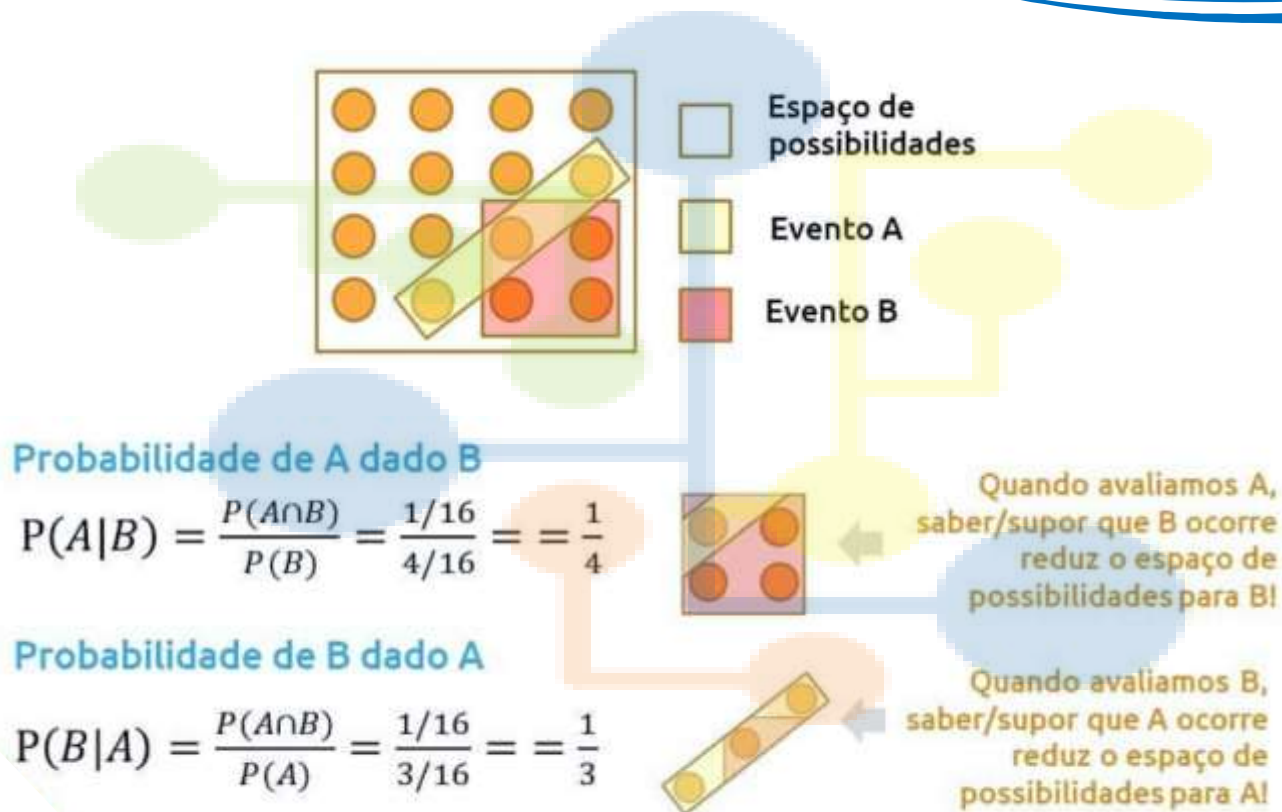 Espaço de
possibilidades
Evento A
Evento B
Probabilidade de A dado B
P(A|B) = P(A∩B)/P(B) = 1/16/4/16 = = 1/4
Quando avaliamos A,
saber/supor que B ocorre
reduz o espaço de
possibilidades para B!
Probabilidade de B dado A
P(B|A) = P(A∩B)/P(A) = 1/16/3/16 = = 1/3
Quando avaliamos B,
saber/supor que A ocorre
reduz o espaço de
possibilidades para A!